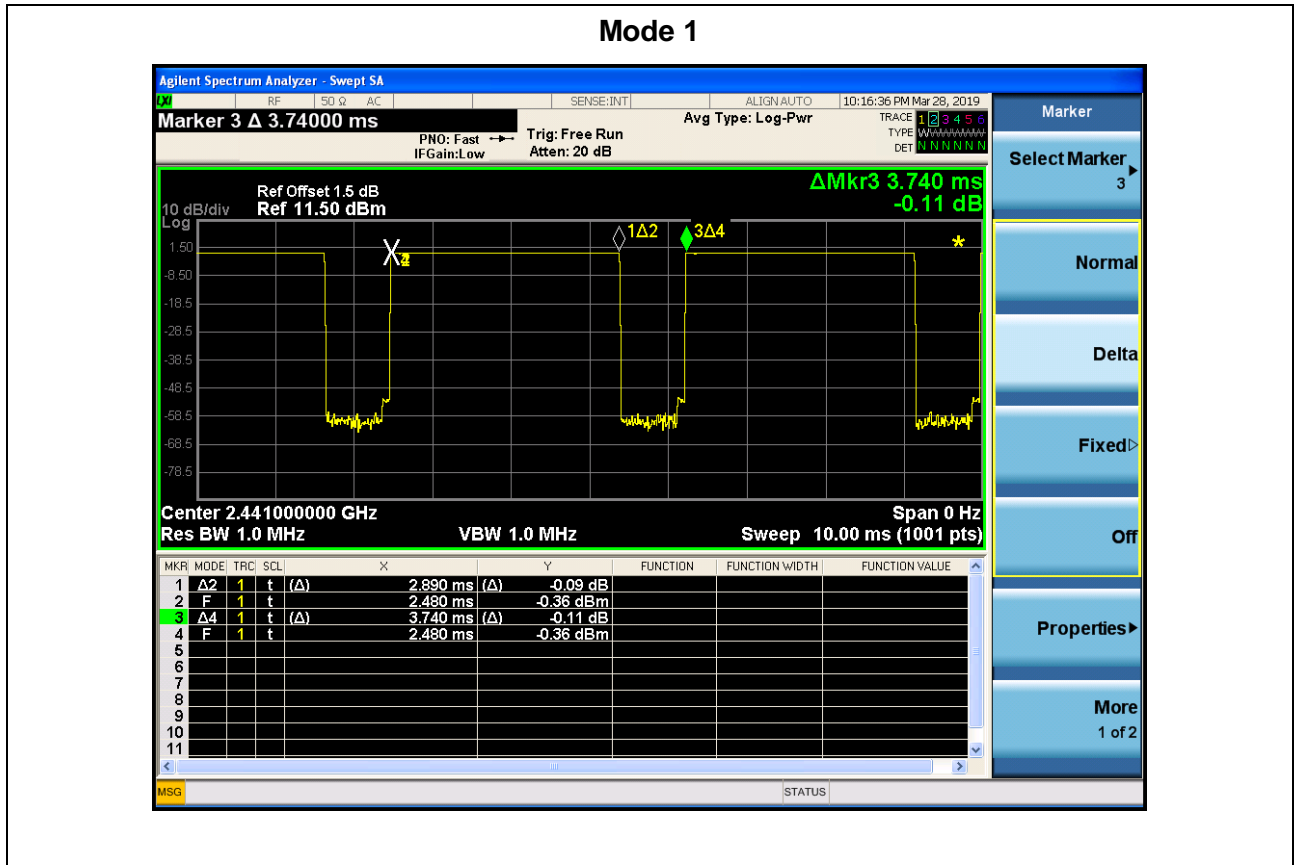 Mode 1
Agilent Spectrum Analyzer - Swept SA
LXI RF 50 Ω AC SENSE:INT ALIGN AUTO 10:16:36 PM Mar 28, 2019
Marker 3 Δ 3.74000 ms
PNO: Fast
IFGain:Low
Trig: Free Run
Atten: 20 dB
Avg Type: Log-Pwr
TRACE 1 2 3 4 5 6
TYPE
DET N N N N N N
ΔMkr3 3.740 ms
-0.11 dB
Ref Offset 1.5 dB
10 dB/div Ref 11.50 dBm
Log
1Δ2
3Δ4
*
1.50
-8.50
-18.5
-28.5
-38.5
-48.5
-58.5
-68.5
-78.5
Center 2.441000000 GHz
Span 0 Hz
Res BW 1.0 MHz
VBW 1.0 MHz
Sweep 10.00 ms (1001 pts)
MKR MODE TRC SCL X Y FUNCTION FUNCTION WIDTH FUNCTION VALUE
1 Δ2 1 t (Δ) 2.890 ms (Δ) -0.09 dB
2 F 1 t 2.480 ms -0.36 dBm
3 Δ4 1 t (Δ) 3.740 ms (Δ) -0.11 dB
4 F 1 t 2.480 ms -0.36 dBm
5
6
7
8
9
10
11
MSG
STATUS
Marker
Select Marker
3
Normal
Delta
Fixed
Off
Properties
More
1 of 2